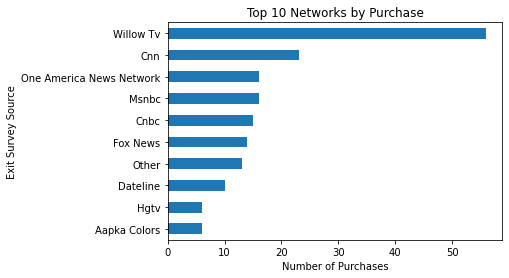 Top 10 Networks by Purchase
Exit Survey Source
Willow Tv
Cnn
One America News Network
Msnbc
Cnbc
Fox News
Other
Dateline
Hgtv
Aapka Colors
0 10 20 30 40 50
Number of Purchases